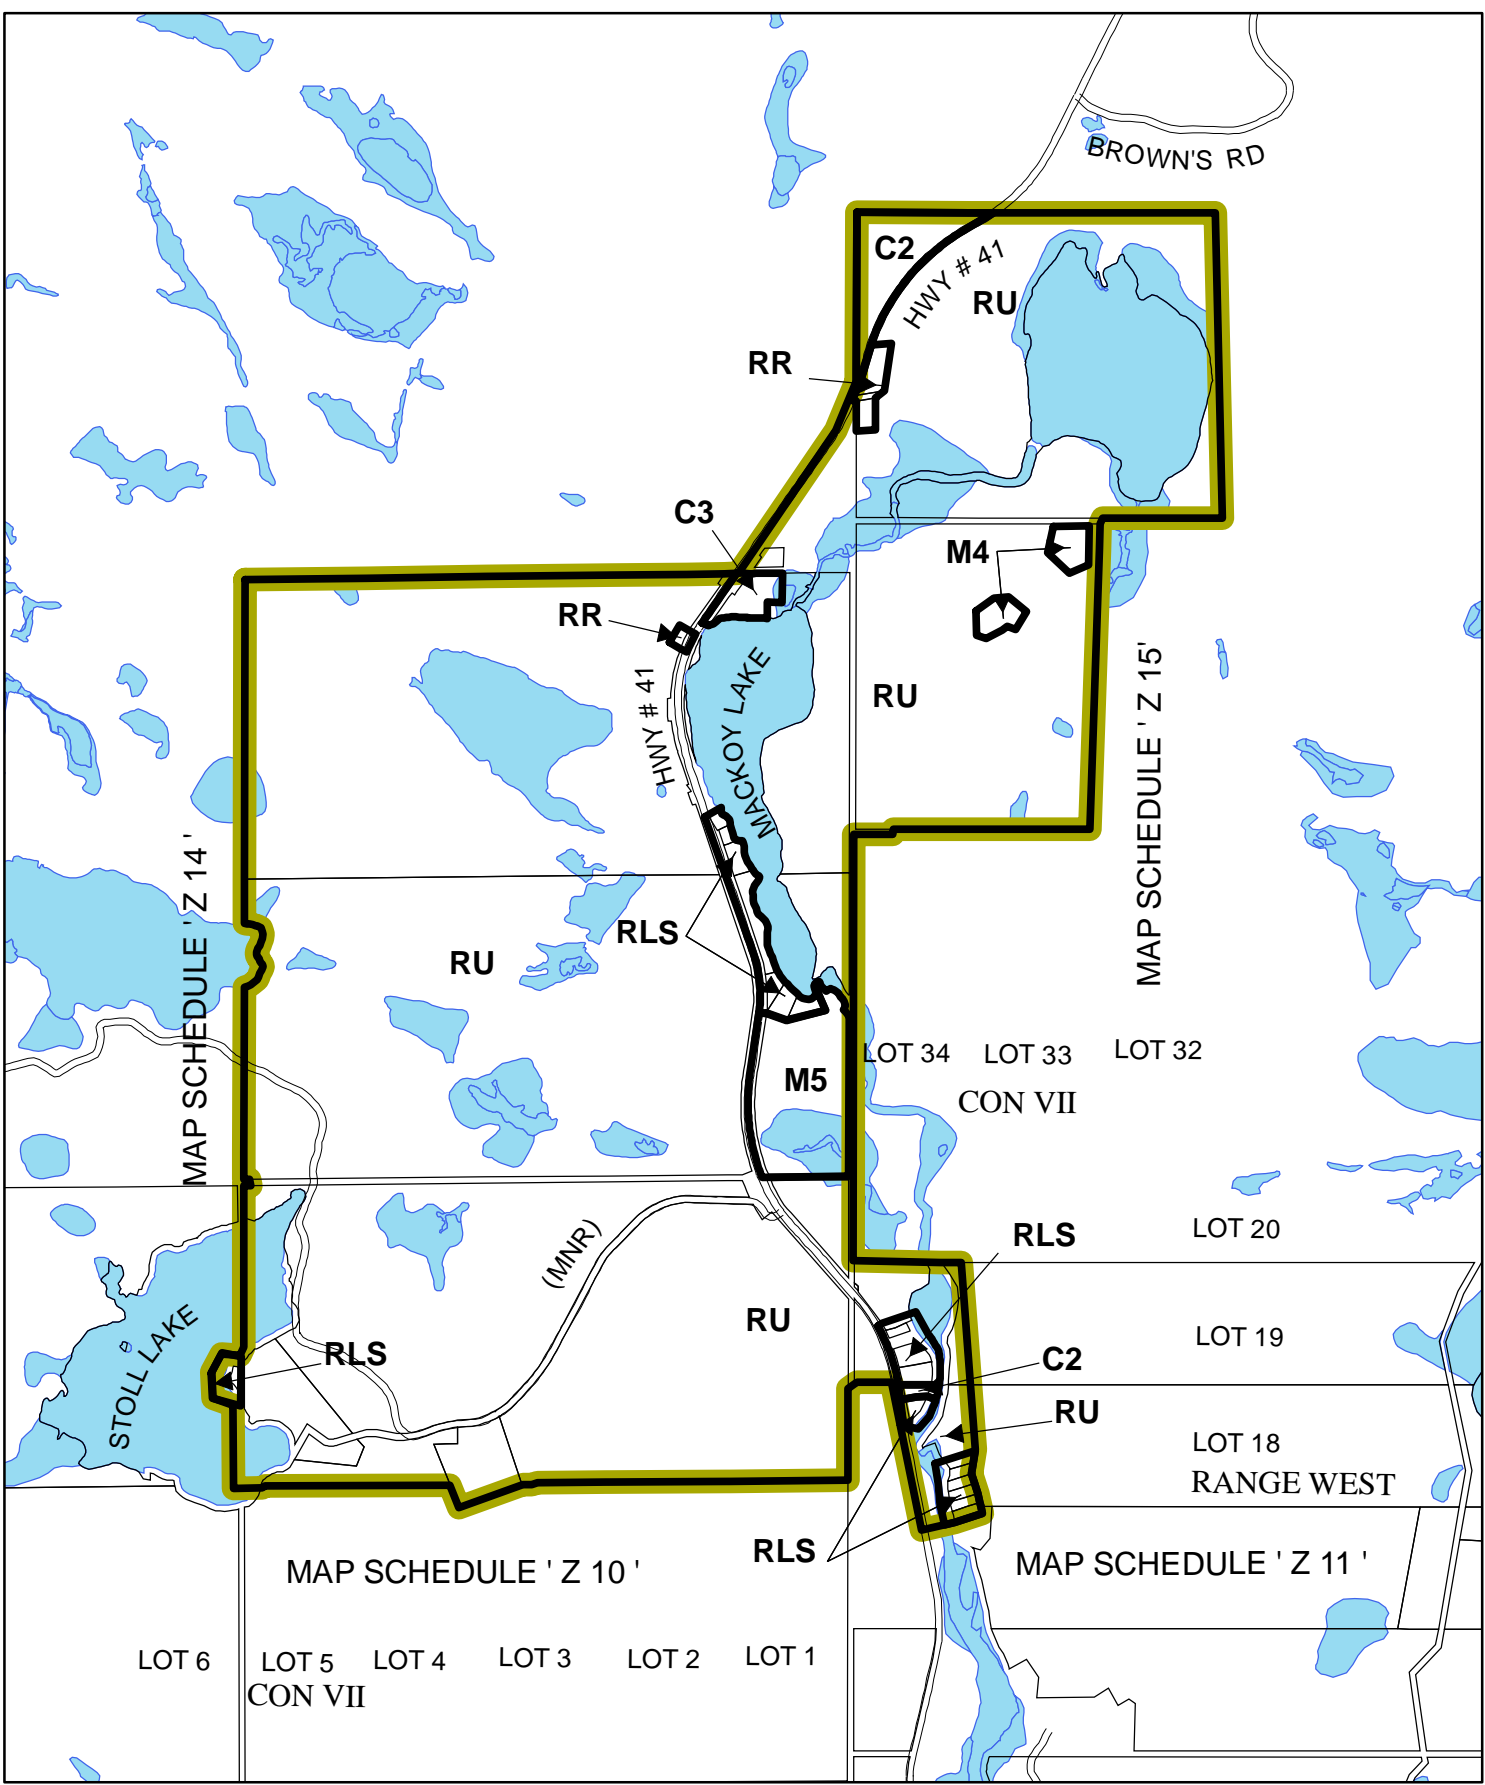 BROWN'S RD
C2
HWY # 41
RU
RR
C3
M4
RR
HWY # 41
MACKOY LAKE
RU
MAP SCHEDULE ' Z 15'
MAP SCHEDULE ' Z 14 '
RLS
RU
LOT 34
LOT 33
LOT 32
CON VII
M5
RLS
LOT 20
(MNR)
RU
LOT 19
STOLL LAKE
RLS
C2
RU
LOT 18
RANGE WEST
RLS
MAP SCHEDULE ' Z 10 '
MAP SCHEDULE ' Z 11 '
LOT 6
LOT 5
LOT 4
LOT 3
LOT 2
LOT 1
CON VII